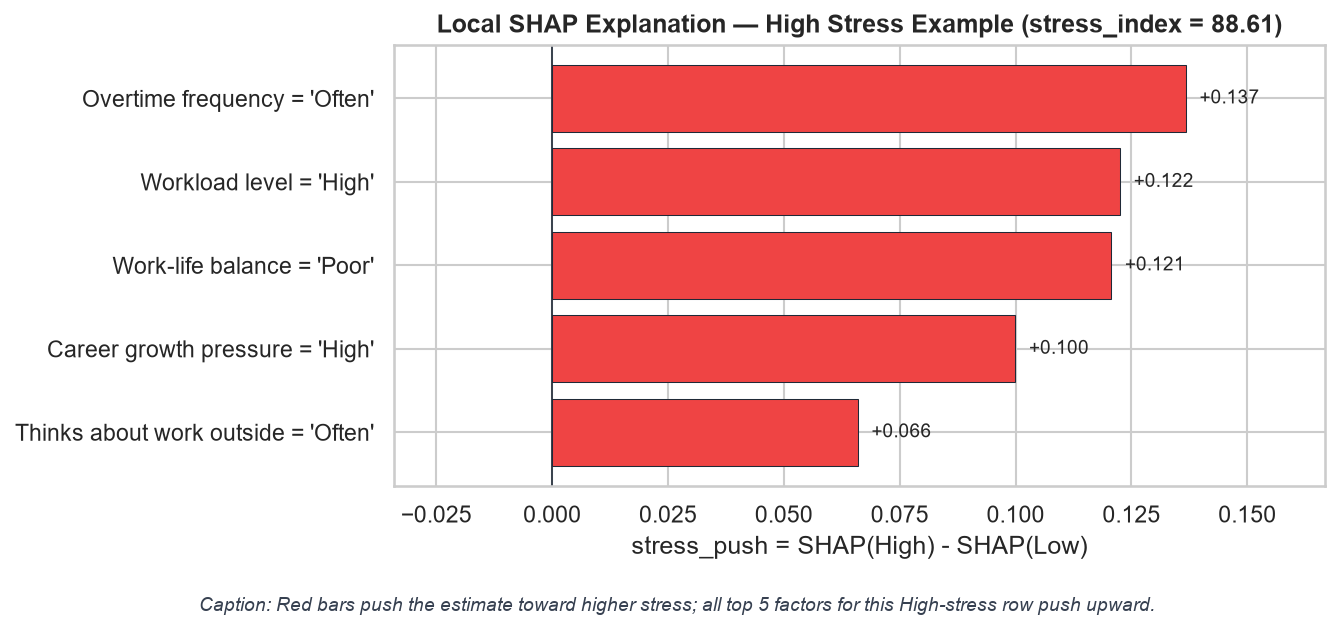 Local SHAP Explanation — High Stress Example (stress_index = 88.61)
Overtime frequency = 'Often'
+0.137
Workload level = 'High'
+0.122
Work-life balance = 'Poor'
+0.121
Career growth pressure = 'High'
+0.100
Thinks about work outside = 'Often'
+0.066
−0.025 0.000 0.025 0.050 0.075 0.100 0.125 0.150
stress_push = SHAP(High) - SHAP(Low)
Caption: Red bars push the estimate toward higher stress; all top 5 factors for this High-stress row push upward.